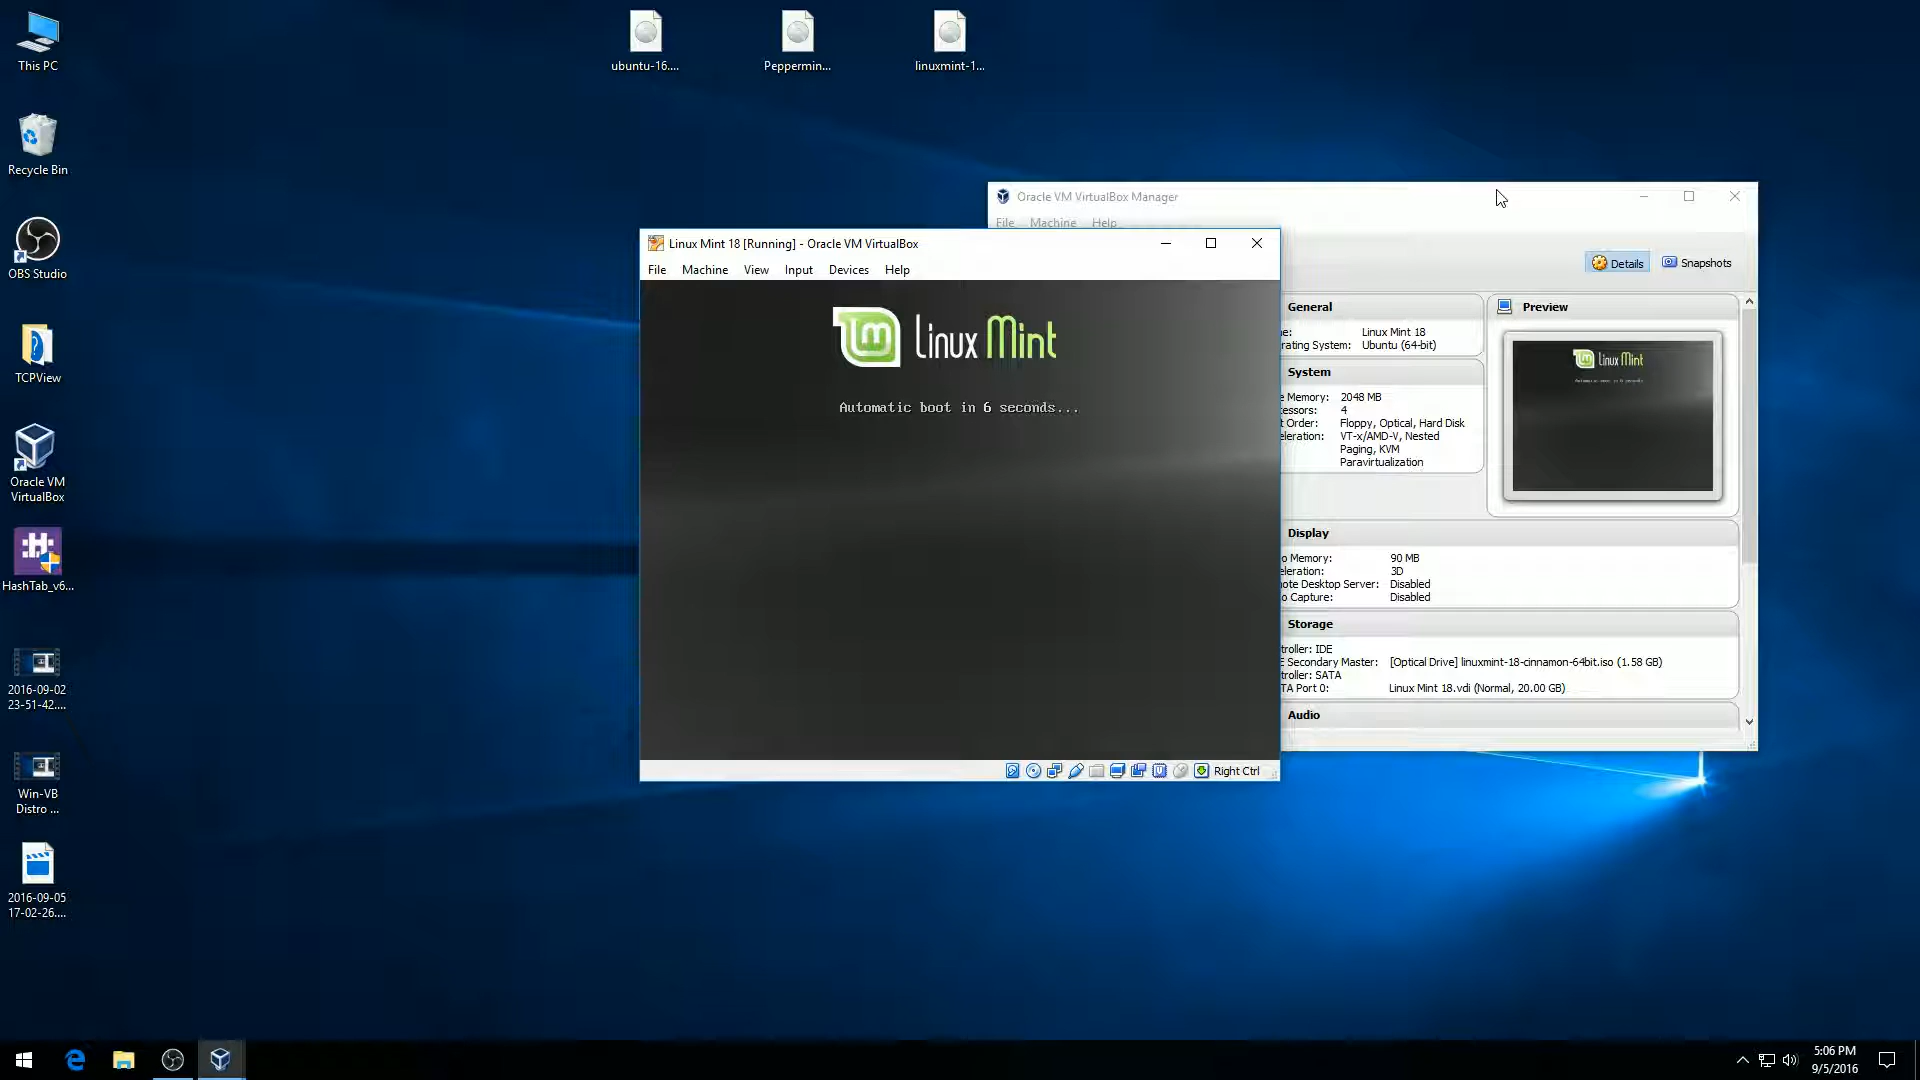 This PC
Recycle Bin
OBS Studio
TCPView
Oracle VM
VirtualBox
HashTab_v6...
2016-09-02
23-51-42....
Win-VB
Distro ...
2016-09-05
17-02-26....
ubuntu-16....
Peppermin...
linuxmint-1...
Oracle VM VirtualBox Manager
File Machine Help
Details Snapshots
Linux Mint 18 [Running] - Oracle VM VirtualBox
File Machine View Input Devices Help
Linux Mint
Automatic boot in 6 seconds...
Right Ctrl
General
e: Linux Mint 18
rating System: Ubuntu (64-bit)
System
e Memory: 2048 MB
essors: 4
t Order: Floppy, Optical, Hard Disk
eleration: VT-x/AMD-V, Nested
Paging, KVM
Paravirtualization
Preview
Linux Mint
Automatic boot in 6 seconds
Display
o Memory: 90 MB
eleration: 3D
ote Desktop Server: Disabled
o Capture: Disabled
Storage
troller: IDE
E Secondary Master: [Optical Drive] linuxmint-18-cinnamon-64bit.iso (1.58 GB)
troller: SATA
TA Port 0: Linux Mint 18.vdi (Normal, 20.00 GB)
Audio
5:06 PM
9/5/2016